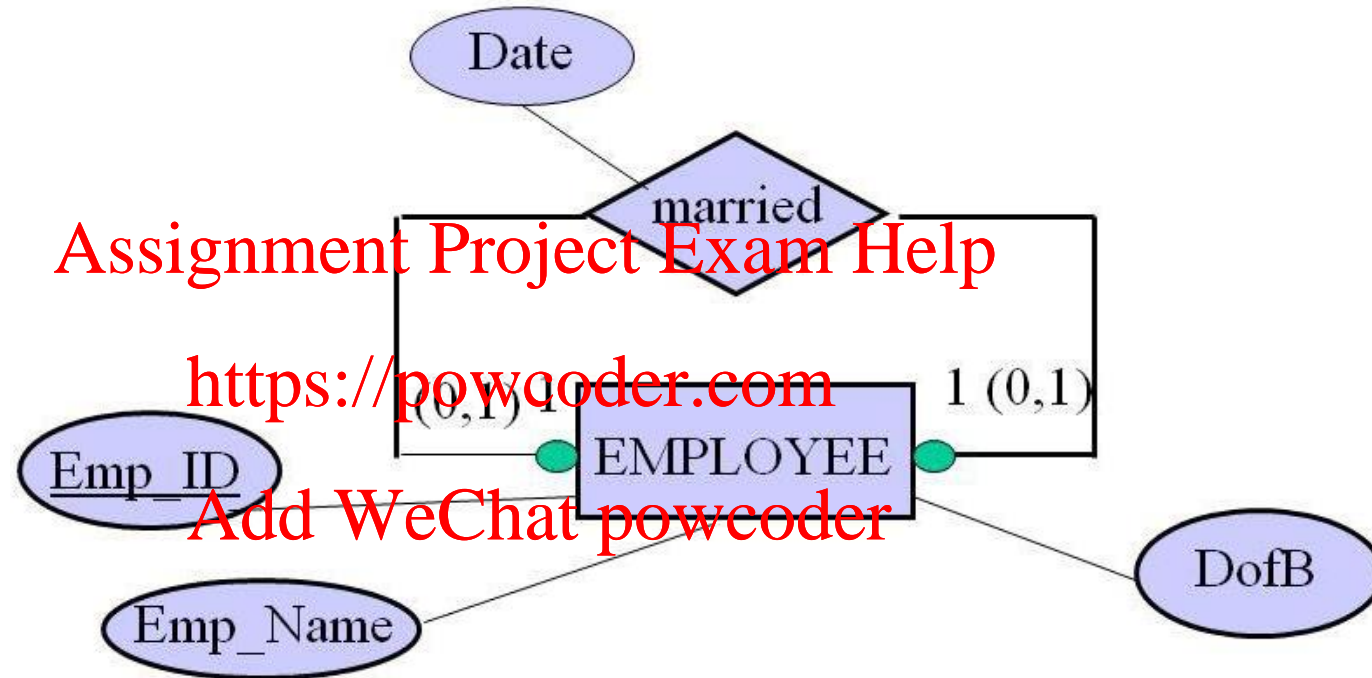 Date
married
Assignment Project Exam Help
https://powcoder.com
(0,1) 1
1 (0,1)
EMPLOYEE
Emp_ID
Add WeChat powcoder
DofB
Emp_Name